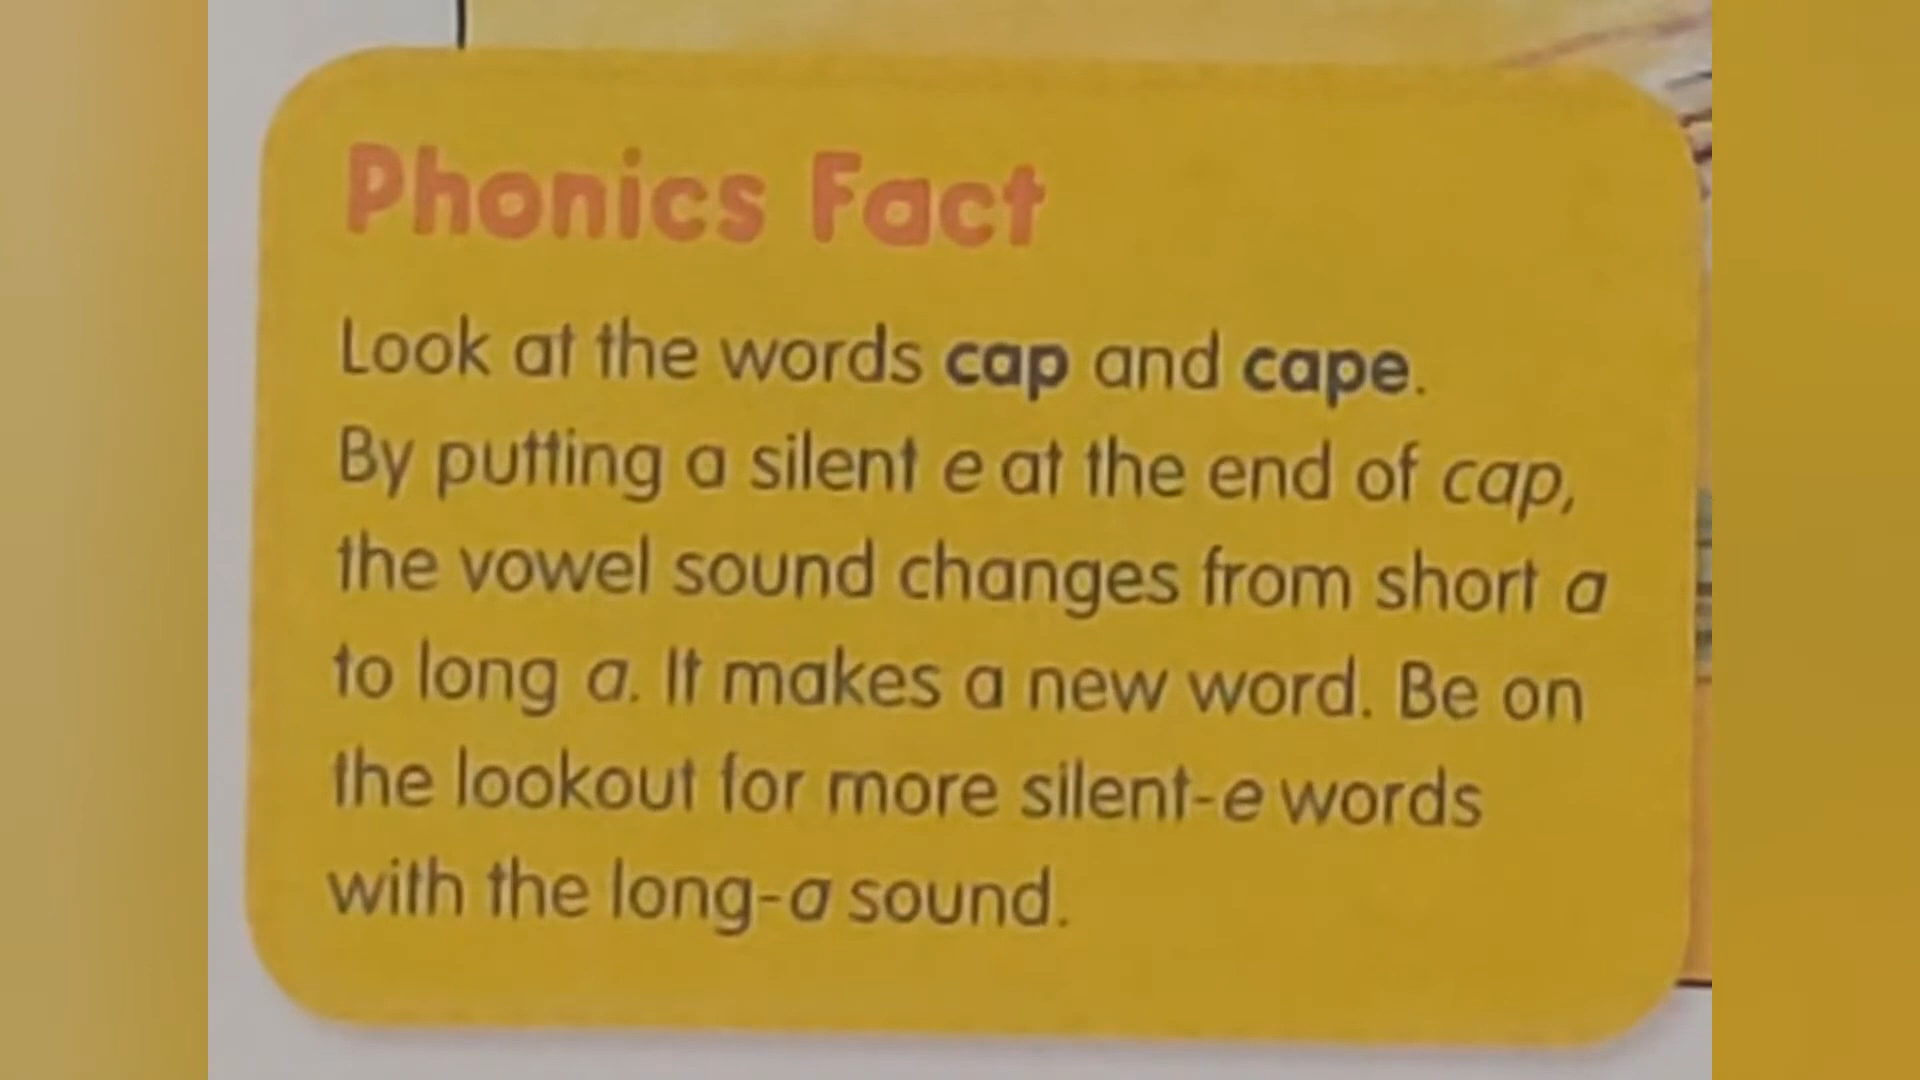 Phonics Fact
Look at the words cap and cape.
By putting a silent e at the end of cap,
the vowel sound changes from short a
to long a. It makes a new word. Be on
the lookout for more silent-e words
with the long-a sound.